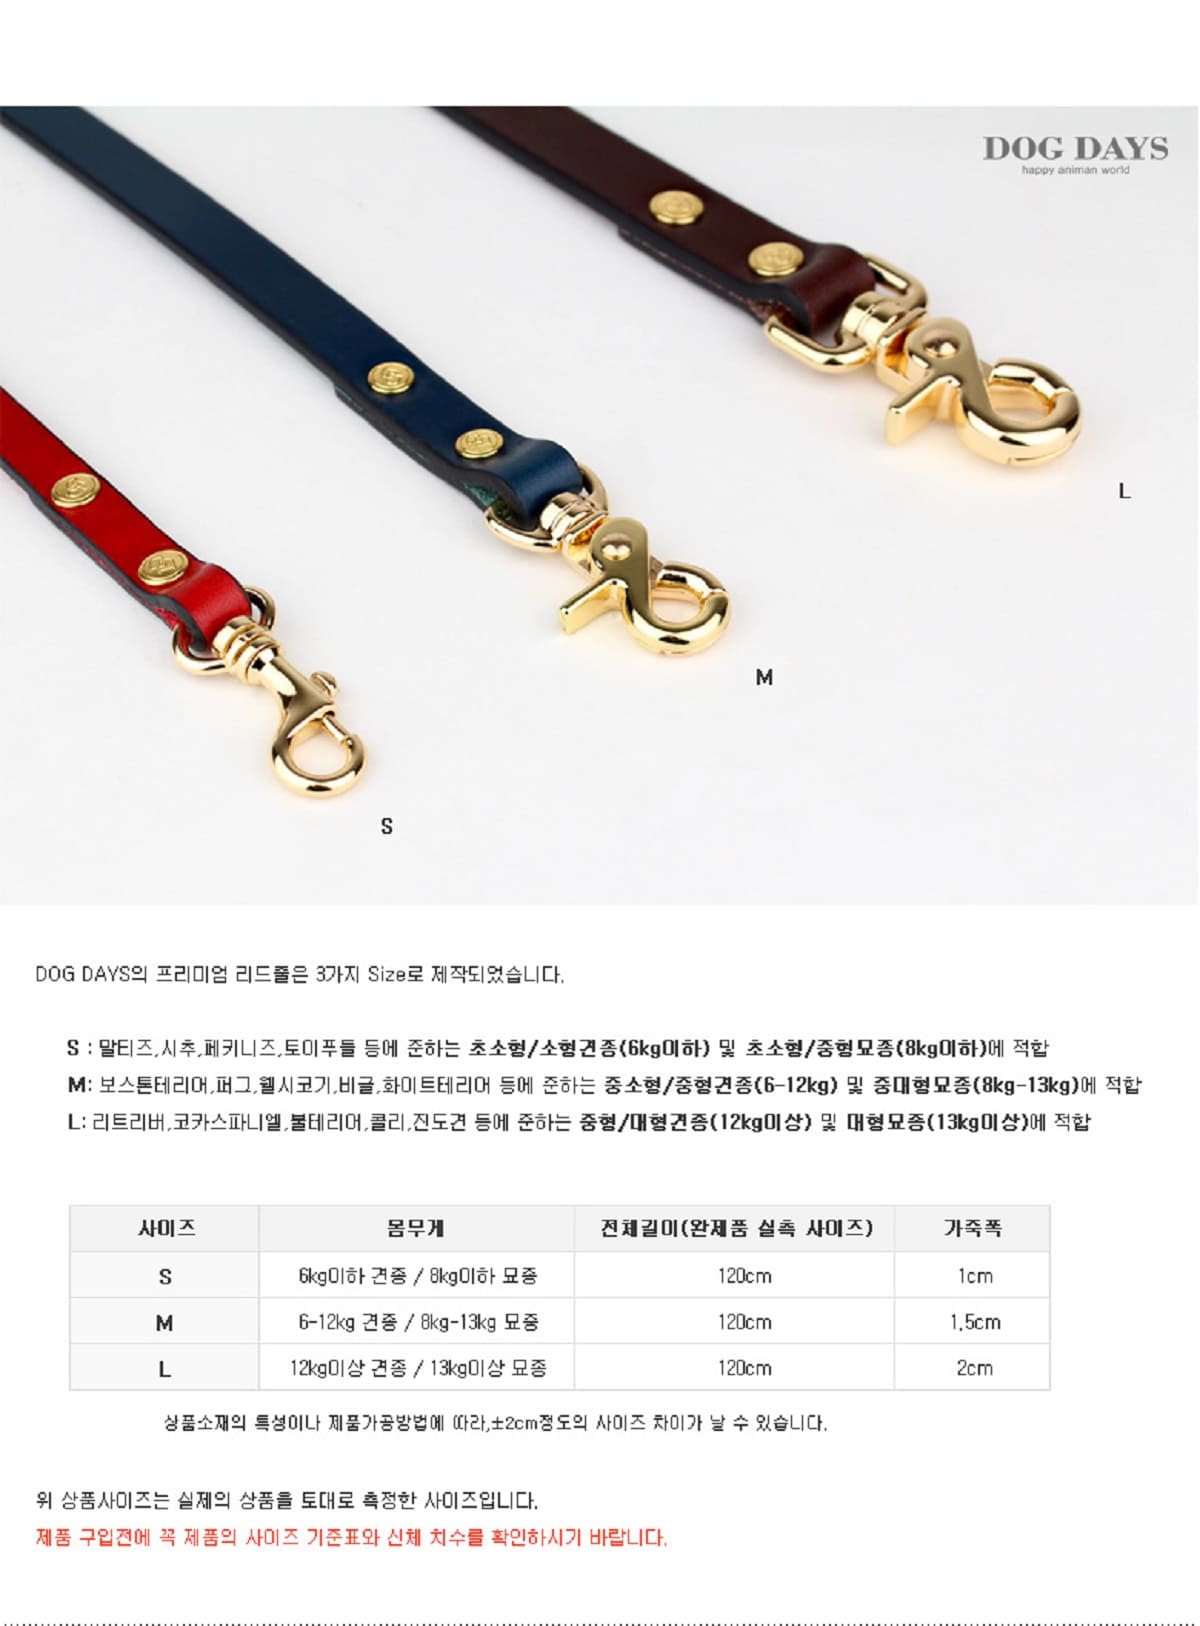 DOG DAYS
happy animan world
L
M
S
DOG DAYS의 프리미엄 리드줄은 3가지 Size로 제작되었습니다.
S : 말티즈,시추,페키니즈,토이푸들 등에 준하는 초소형/소형견종(6kg이하) 및 초소형/중형묘종(8kg이하)에 적합
M: 보스톤테리어,퍼그,웰시코기,비글,화이트테리어 등에 준하는 중소형/중형견종(6-12kg) 및 중대형묘종(8kg-13kg)에 적합
L: 리트리버,코카스파니엘,불테리어,콜리,진도견 등에 준하는 중형/대형견종(12kg이상) 및 대형묘종(13kg이상)에 적합
사이즈 몸무게 전체길이(완제품 실측 사이즈) 가죽폭
S 6kg이하 견종 / 8kg이하 묘종 120cm 1cm
M 6-12kg 견종 / 8kg-13kg 묘종 120cm 1.5cm
L 12kg이상 견종 / 13kg이상 묘종 120cm 2cm
상품소재의 특성이나 제품가공방법에 따라,±2cm정도의 사이즈 차이가 날 수 있습니다.
위 상품사이즈는 실제의 상품을 토대로 측정한 사이즈입니다.
제품 구입전에 꼭 제품의 사이즈 기준표와 신체 치수를 확인하시기 바랍니다.